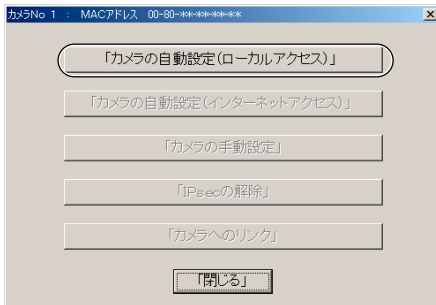 カメラNo 1 : MACアドレス 00-80-**-**-**-**
「カメラの自動設定(ローカルアクセス)」
「カメラの自動設定(インターネットアクセス)」
「カメラの手動設定」
「IPsecの解除」
「カメラへのリンク」
「閉じる」